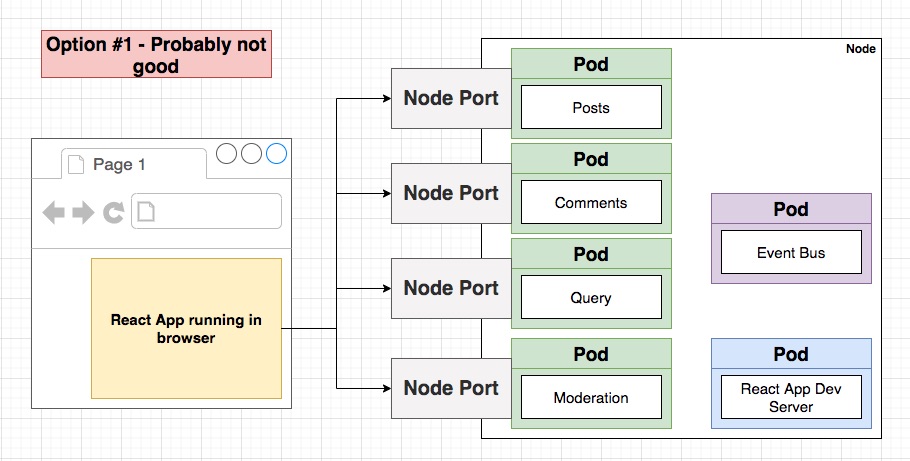 Option #1 - Probably not
good
Node
Page 1
React App running in
browser
Node Port
Pod
Posts
Node Port
Pod
Comments
Node Port
Pod
Query
Node Port
Pod
Moderation
Pod
Event Bus
Pod
React App Dev
Server